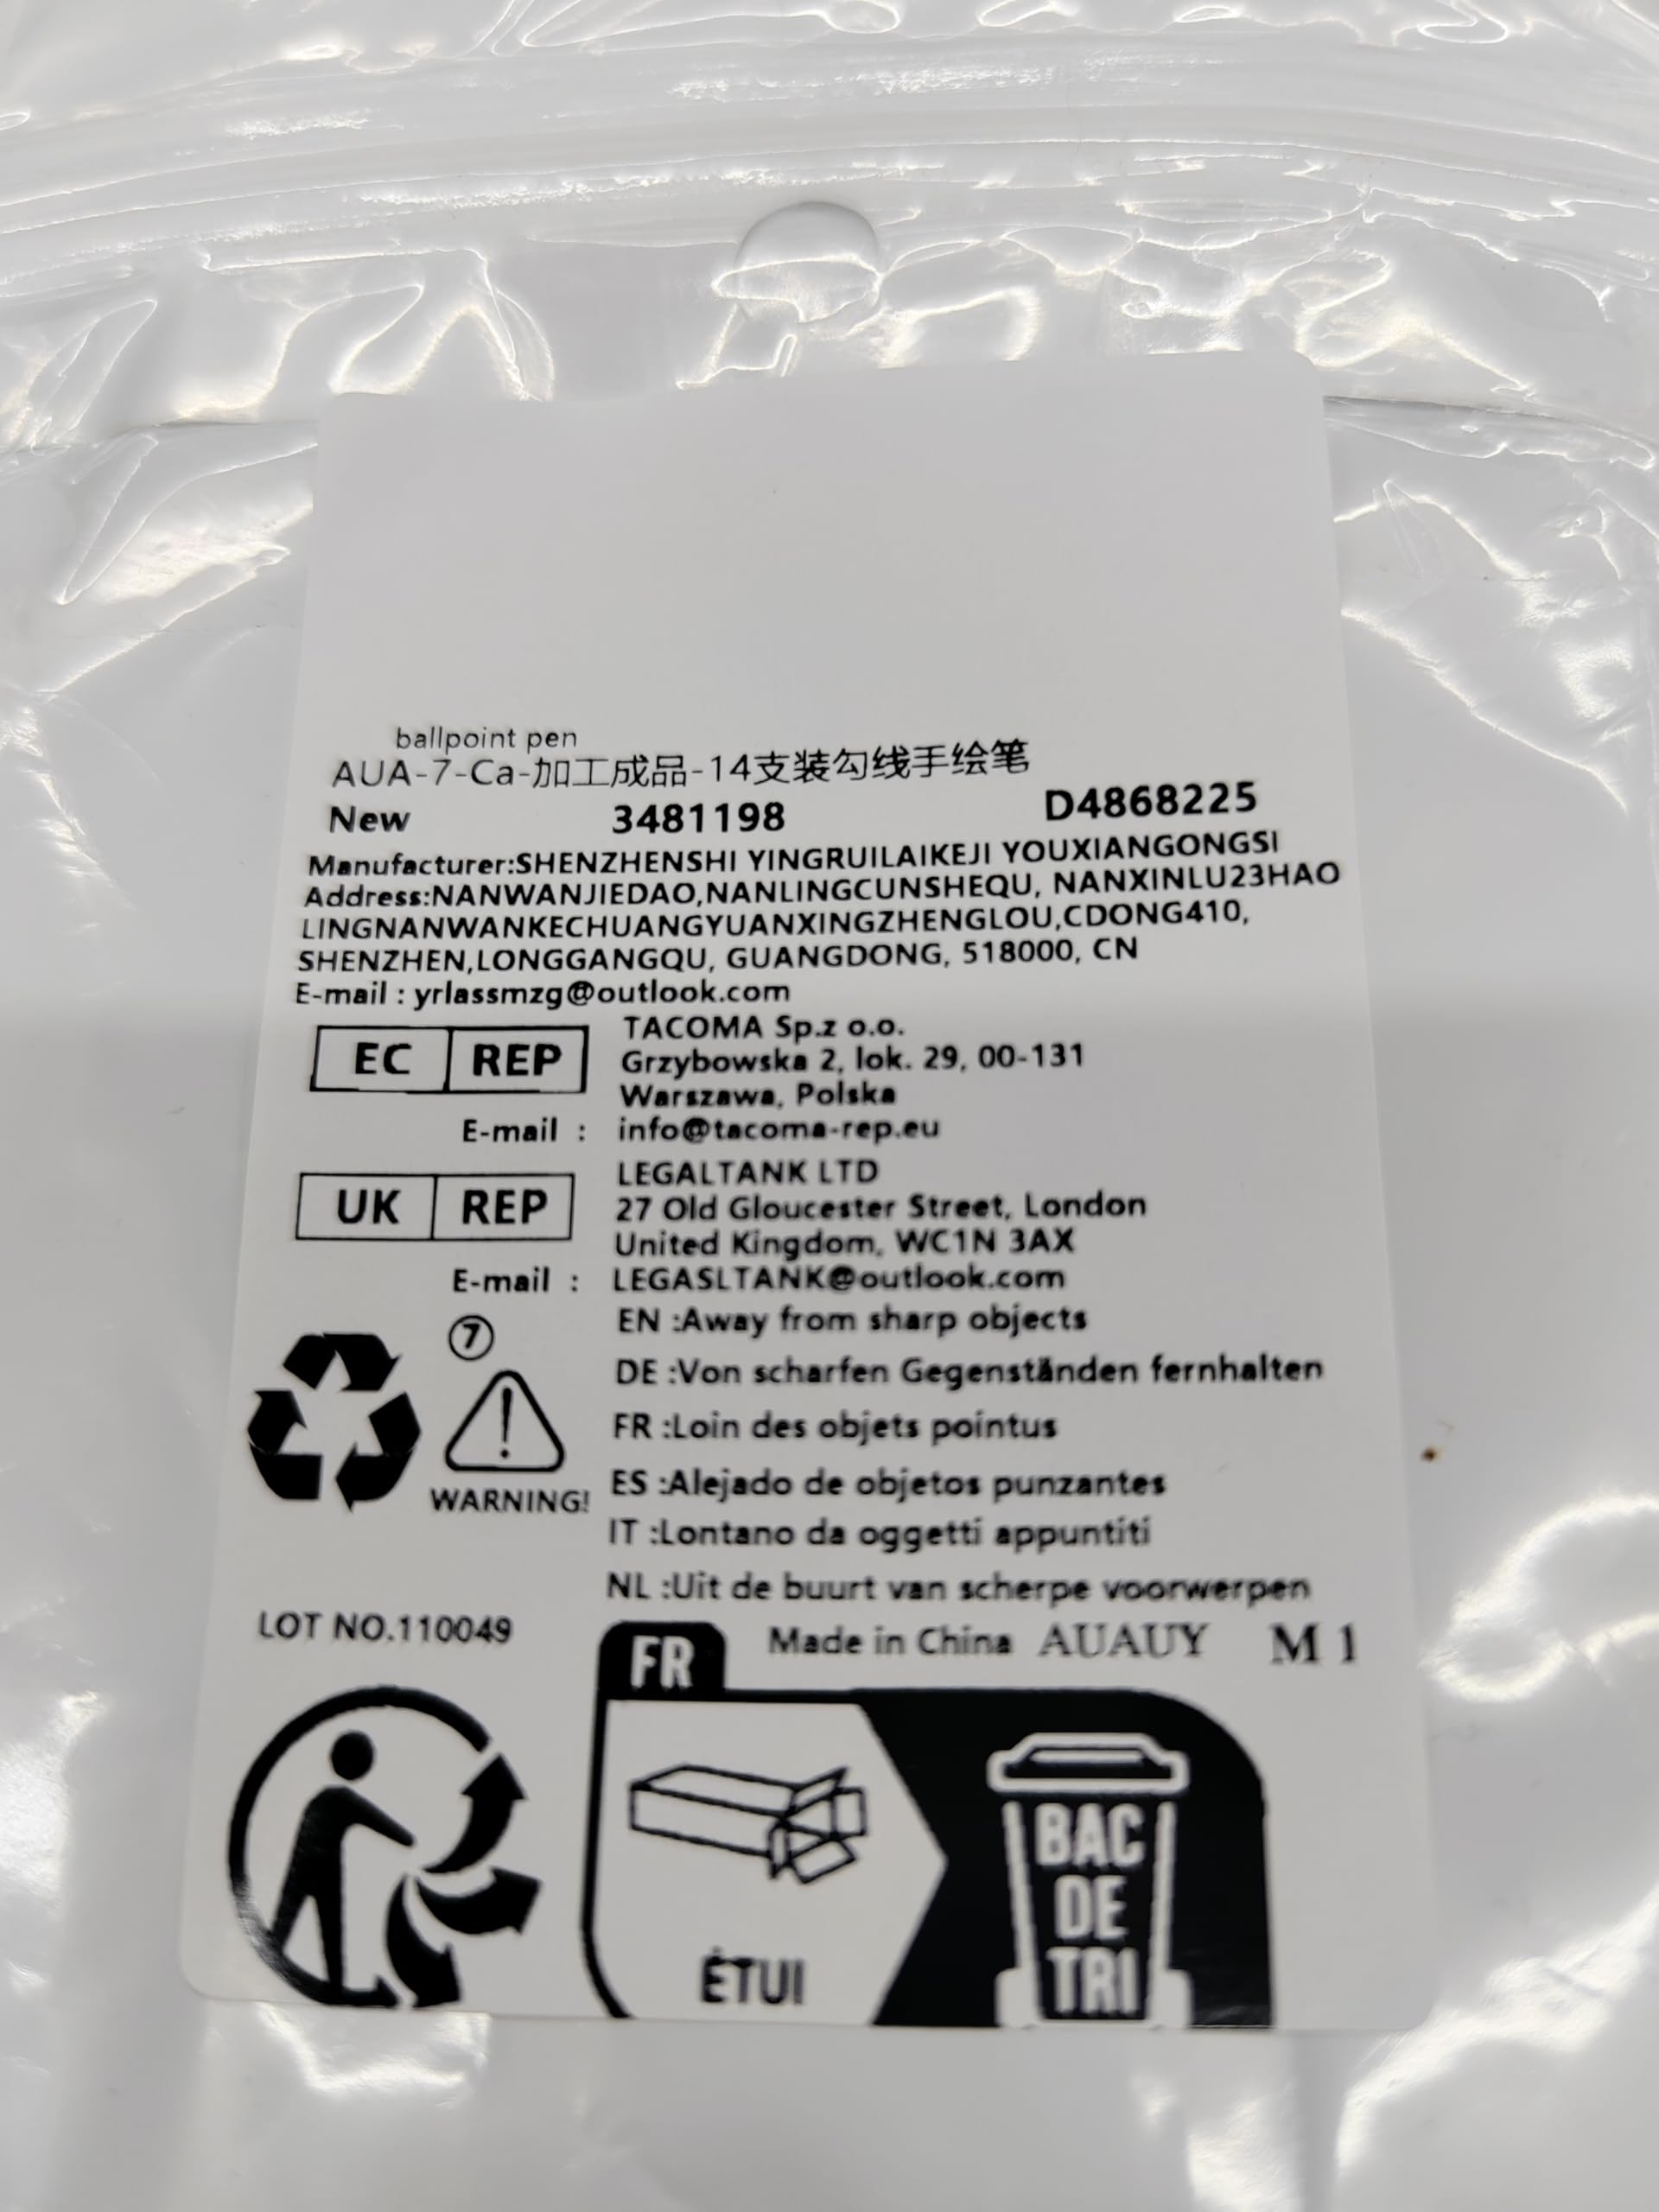 ballpoint pen
AUA-7-Ca-加工成品-14支装勾线手绘笔
New 3481198 D4868225
Manufacturer:SHENZHENSHI YINGRUILAIKEJI YOUXIANGONGSI
Address:NANWANJIEDAO,NANLINGCUNSHEQU, NANXINLU23HAO
LINGNANWANKECHUANGYUANXINGZHENGLOU,CDONG410,
SHENZHEN,LONGGANGQU, GUANGDONG, 518000, CN
E-mail : yrlassmzg@outlook.com
EC REP
TACOMA Sp.z o.o.
Grzybowska 2, lok. 29, 00-131
Warszawa, Polska
E-mail : info@tacoma-rep.eu
UK REP
LEGALTANK LTD
27 Old Gloucester Street, London
United Kingdom, WC1N 3AX
E-mail : LEGASLTANK@outlook.com
⑦
WARNING!
EN :Away from sharp objects
DE :Von scharfen Gegenständen fernhalten
FR :Loin des objets pointus
ES :Alejado de objetos punzantes
IT :Lontano da oggetti appuntiti
NL :Uit de buurt van scherpe voorwerpen
LOT NO.110049
Made in China AUAUY M 1
FR
ÉTUI
BAC
DE
TRI